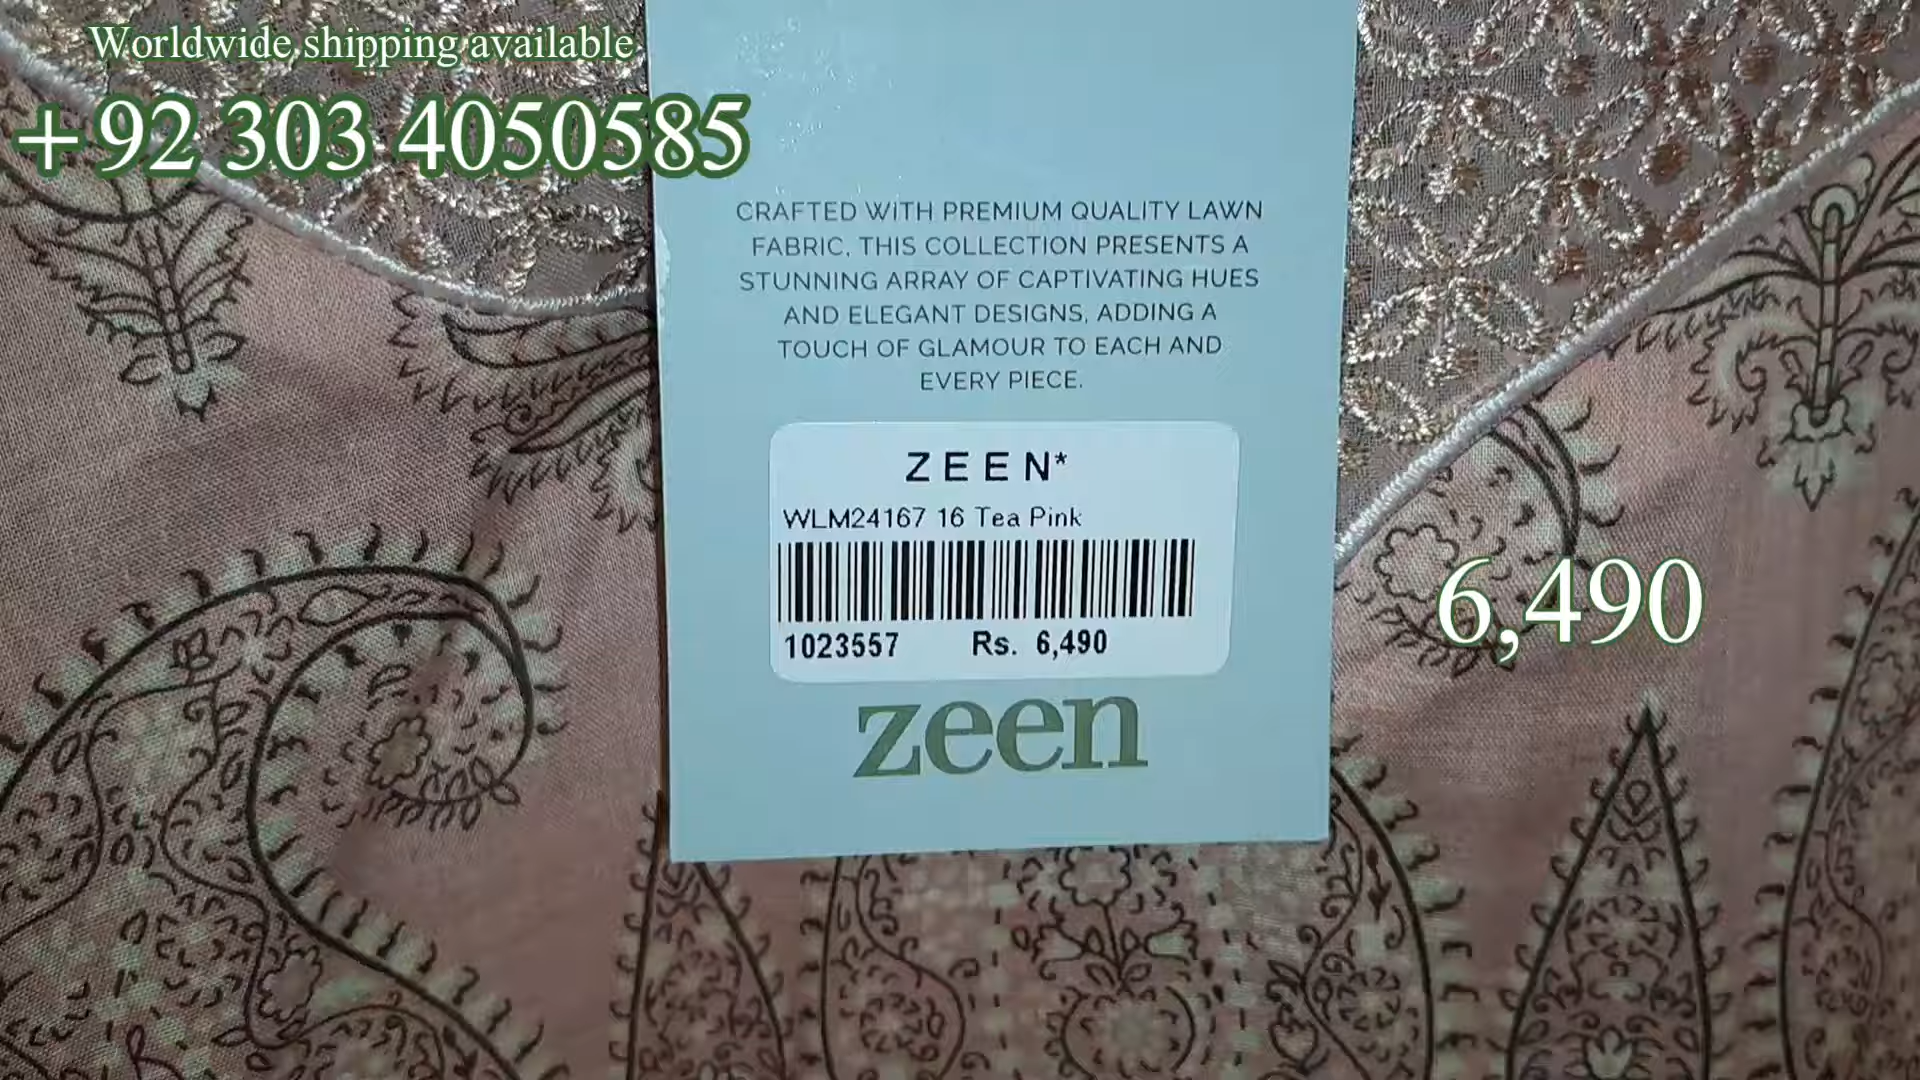 Worldwide shipping available
+92 303 4050585
CRAFTED WITH PREMIUM QUALITY LAWN
FABRIC, THIS COLLECTION PRESENTS A
STUNNING ARRAY OF CAPTIVATING HUES
AND ELEGANT DESIGNS, ADDING A
TOUCH OF GLAMOUR TO EACH AND
EVERY PIECE.
ZEEN*
WLM24167 16 Tea Pink
1023557 Rs. 6,490
6,490
zeen